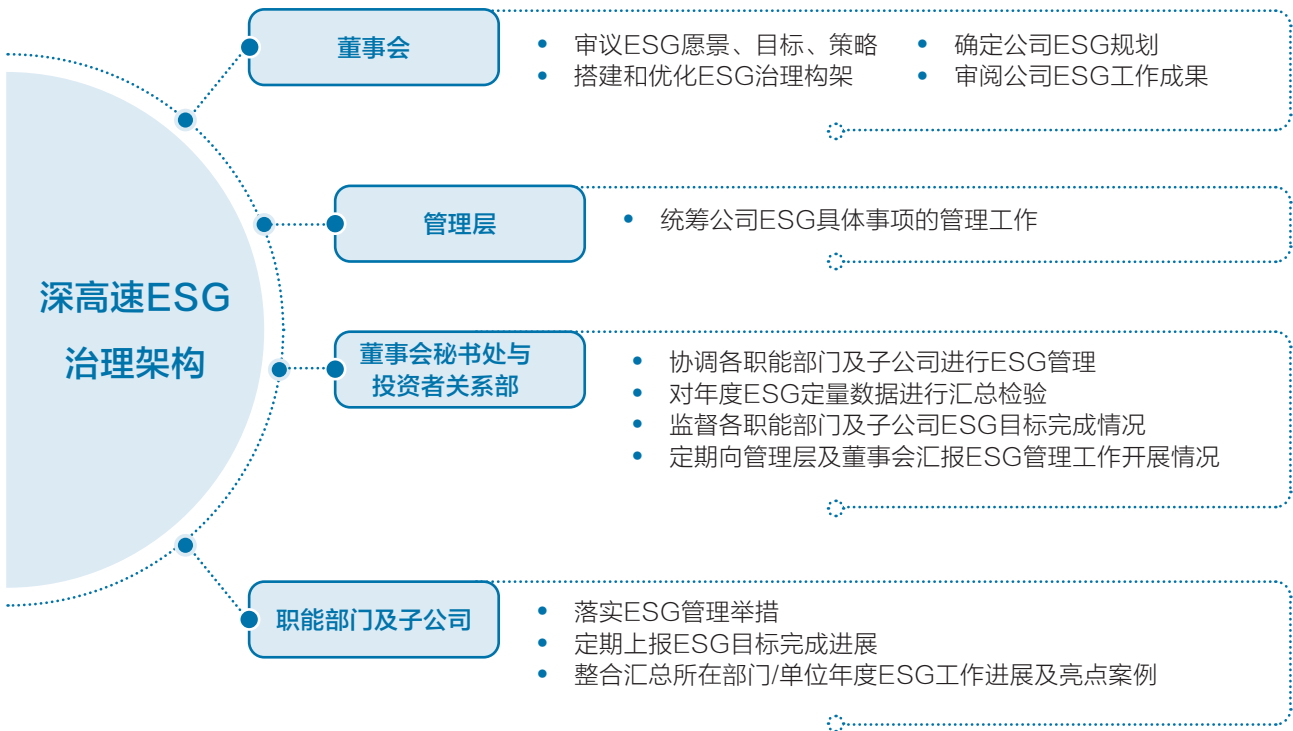 深高速ESG
治理架构
董事会
审议ESG愿景、目标、策略
搭建和优化ESG治理构架
确定公司ESG规划
审阅公司ESG工作成果
管理层
统筹公司ESG具体事项的管理工作
董事会秘书处与
投资者关系部
协调各职能部门及子公司进行ESG管理
对年度ESG定量数据进行汇总检验
监督各职能部门及子公司ESG目标完成情况
定期向管理层及董事会汇报ESG管理工作开展情况
职能部门及子公司
落实ESG管理举措
定期上报ESG目标完成进展
整合汇总所在部门/单位年度ESG工作进展及亮点案例